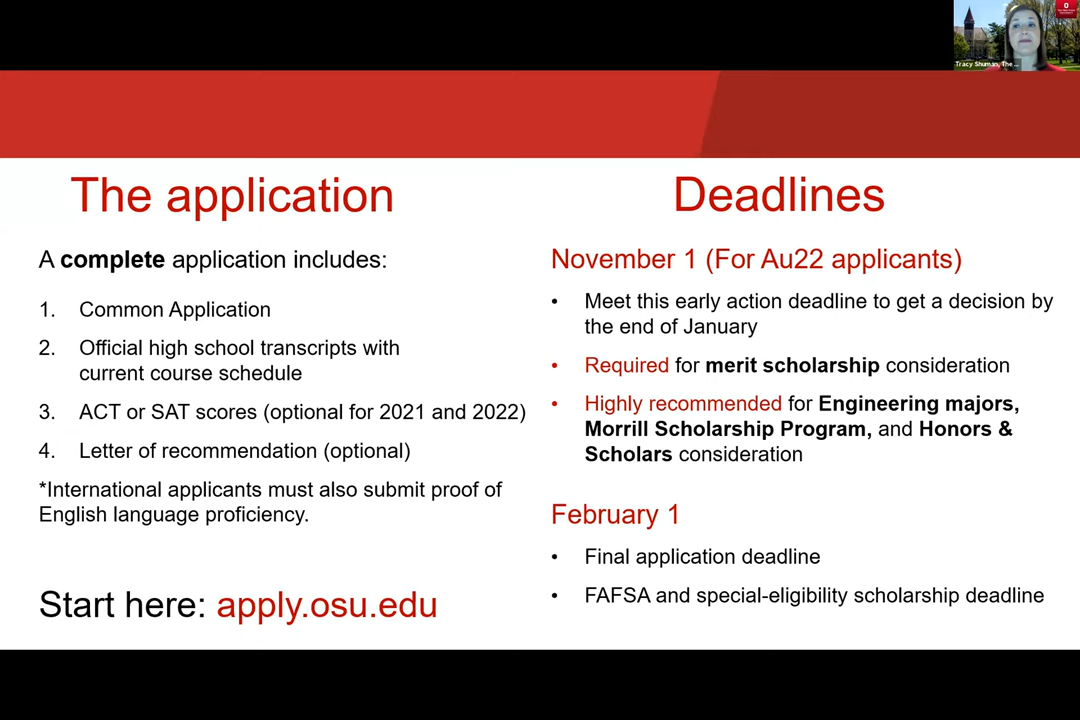 0
Tracy Shuman, The ...
The application
A complete application includes:
1. Common Application
2. Official high school transcripts with
current course schedule
3. ACT or SAT scores (optional for 2021 and 2022)
4. Letter of recommendation (optional)
*International applicants must also submit proof of
English language proficiency.
Start here: apply.osu.edu
Deadlines
November 1 (For Au22 applicants)
• Meet this early action deadline to get a decision by
the end of January
• Required for merit scholarship consideration
• Highly recommended for Engineering majors,
Morrill Scholarship Program, and Honors &
Scholars consideration
February 1
• Final application deadline
• FAFSA and special-eligibility scholarship deadline